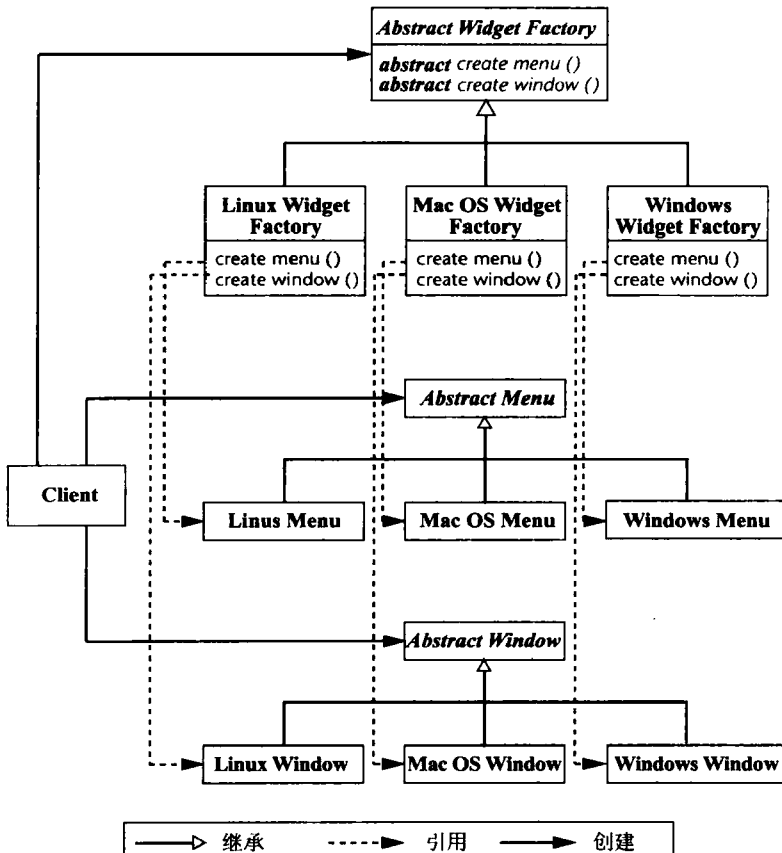 Abstract Widget Factory
abstract create menu ()
abstract create window ()
Linux Widget
Factory
create menu ()
create window ()
Mac OS Widget
Factory
create menu ()
create window ()
Windows
Widget Factory
create menu ()
create window ()
Abstract Menu
Client
Linus Menu
Mac OS Menu
Windows Menu
Abstract Window
Linux Window
Mac OS Window
Windows Window
继承
引用
创建